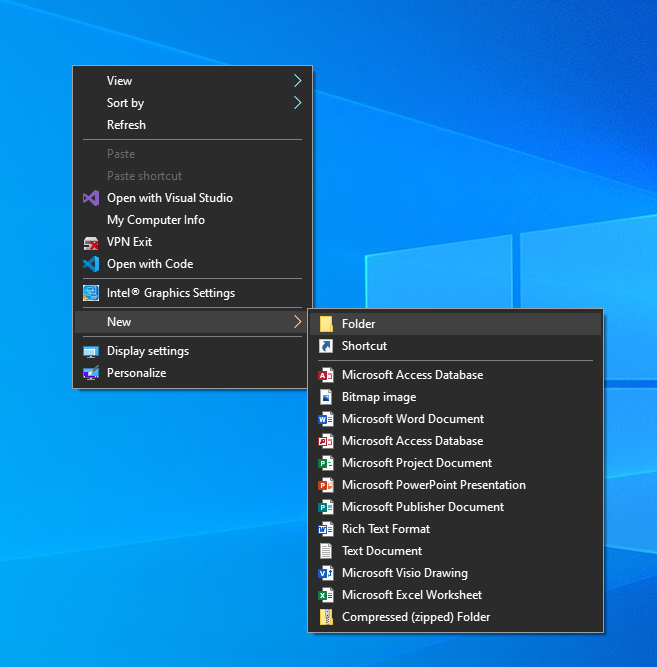 View
Sort by
Refresh
Paste
Paste shortcut
Open with Visual Studio
My Computer Info
VPN Exit
Open with Code
Intel® Graphics Settings
New
Display settings
Personalize
Folder
Shortcut
Microsoft Access Database
Bitmap image
Microsoft Word Document
Microsoft Access Database
Microsoft Project Document
Microsoft PowerPoint Presentation
Microsoft Publisher Document
Rich Text Format
Text Document
Microsoft Visio Drawing
Microsoft Excel Worksheet
Compressed (zipped) Folder